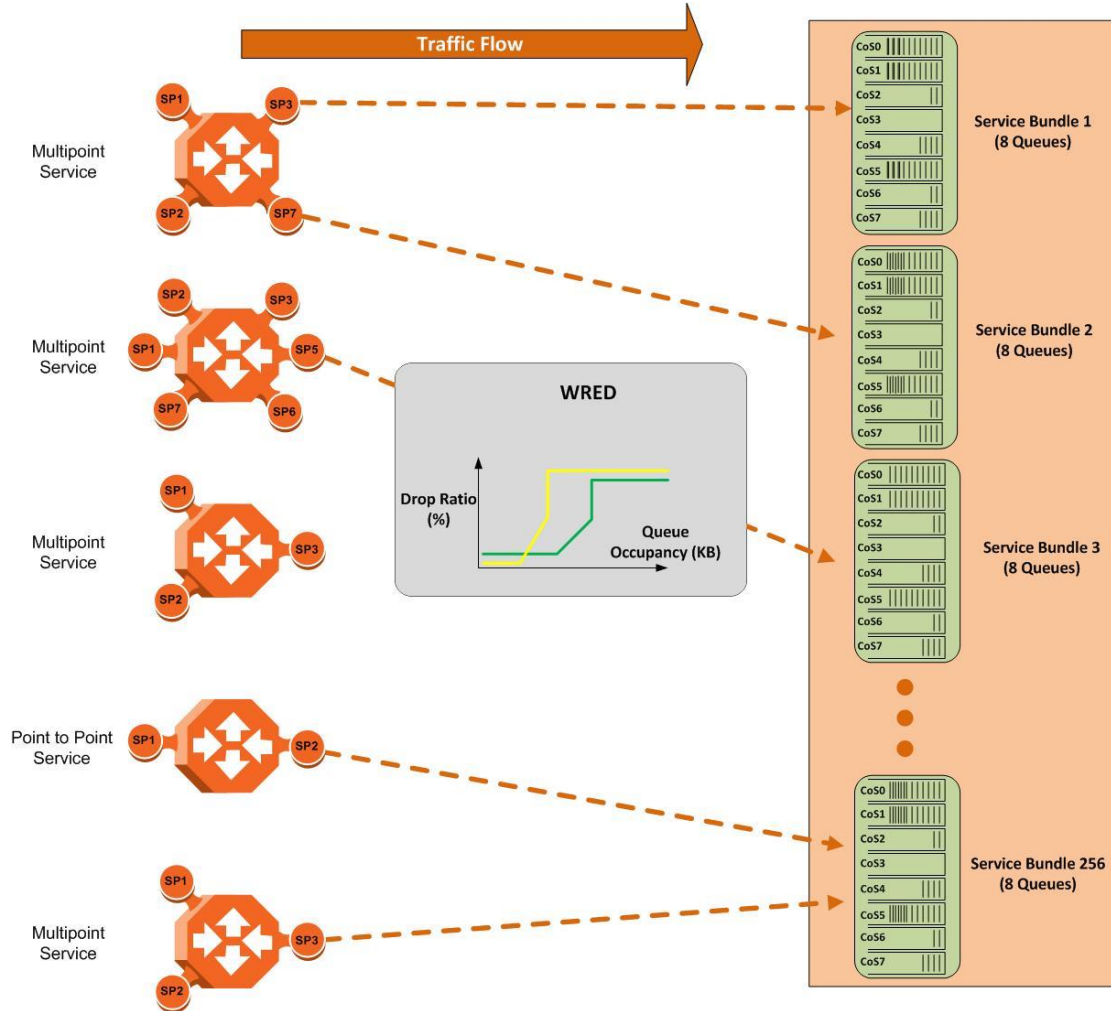 Traffic Flow
Multipoint
Service
SP1
SP3
SP2
SP7
Multipoint
Service
SP2
SP3
SP1
SP5
SP7
SP6
Multipoint
Service
SP1
SP3
SP2
Point to Point
Service
SP1
SP2
Multipoint
Service
SP1
SP3
SP2
WRED
Drop Ratio
(%)
Queue
Occupancy (KB)
CoS0
CoS1
CoS2
CoS3
CoS4
CoS5
CoS6
CoS7
Service Bundle 1
(8 Queues)
CoS0
CoS1
CoS2
CoS3
CoS4
CoS5
CoS6
CoS7
Service Bundle 2
(8 Queues)
CoS0
CoS1
CoS2
CoS3
CoS4
CoS5
CoS6
CoS7
Service Bundle 3
(8 Queues)
CoS0
CoS1
CoS2
CoS3
CoS4
CoS5
CoS6
CoS7
Service Bundle 256
(8 Queues)